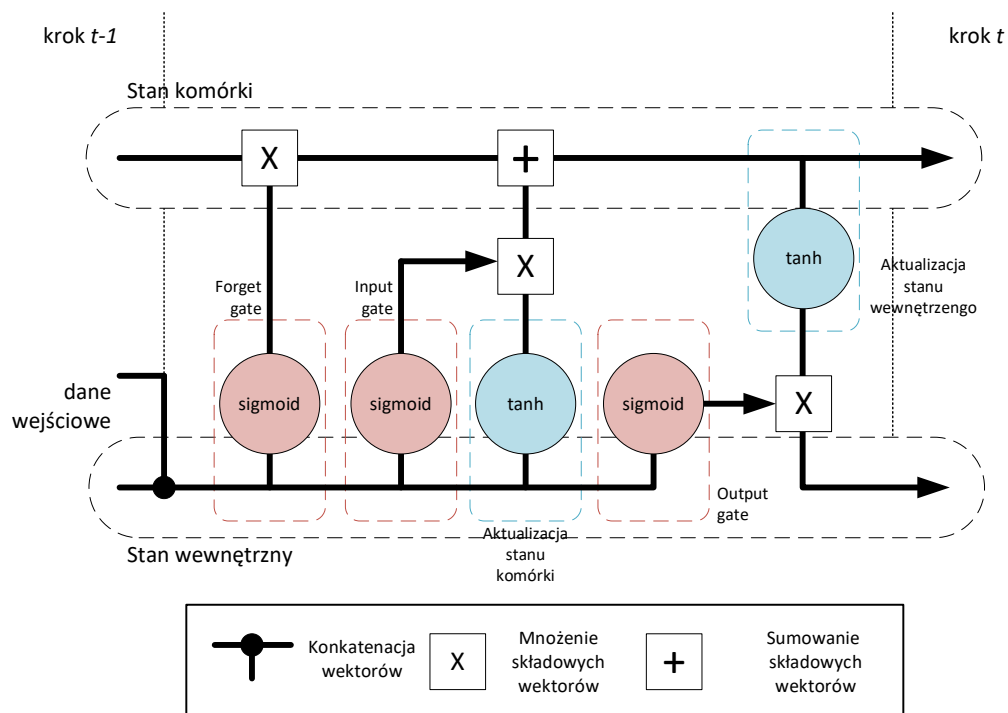 krok t-1
krok t
Stan komórki
X
+
tanh
X
Aktualizacja
stanu
wewnętrzengo
Forget
gate
Input
gate
dane
wejściowe
sigmoid
sigmoid
tanh
sigmoid
X
Output
gate
Stan wewnętrzny
Aktualizacja
stanu
komórki
Konkatenacja
wektorów
X
Mnożenie
składowych
wektorów
+
Sumowanie
składowych
wektorów